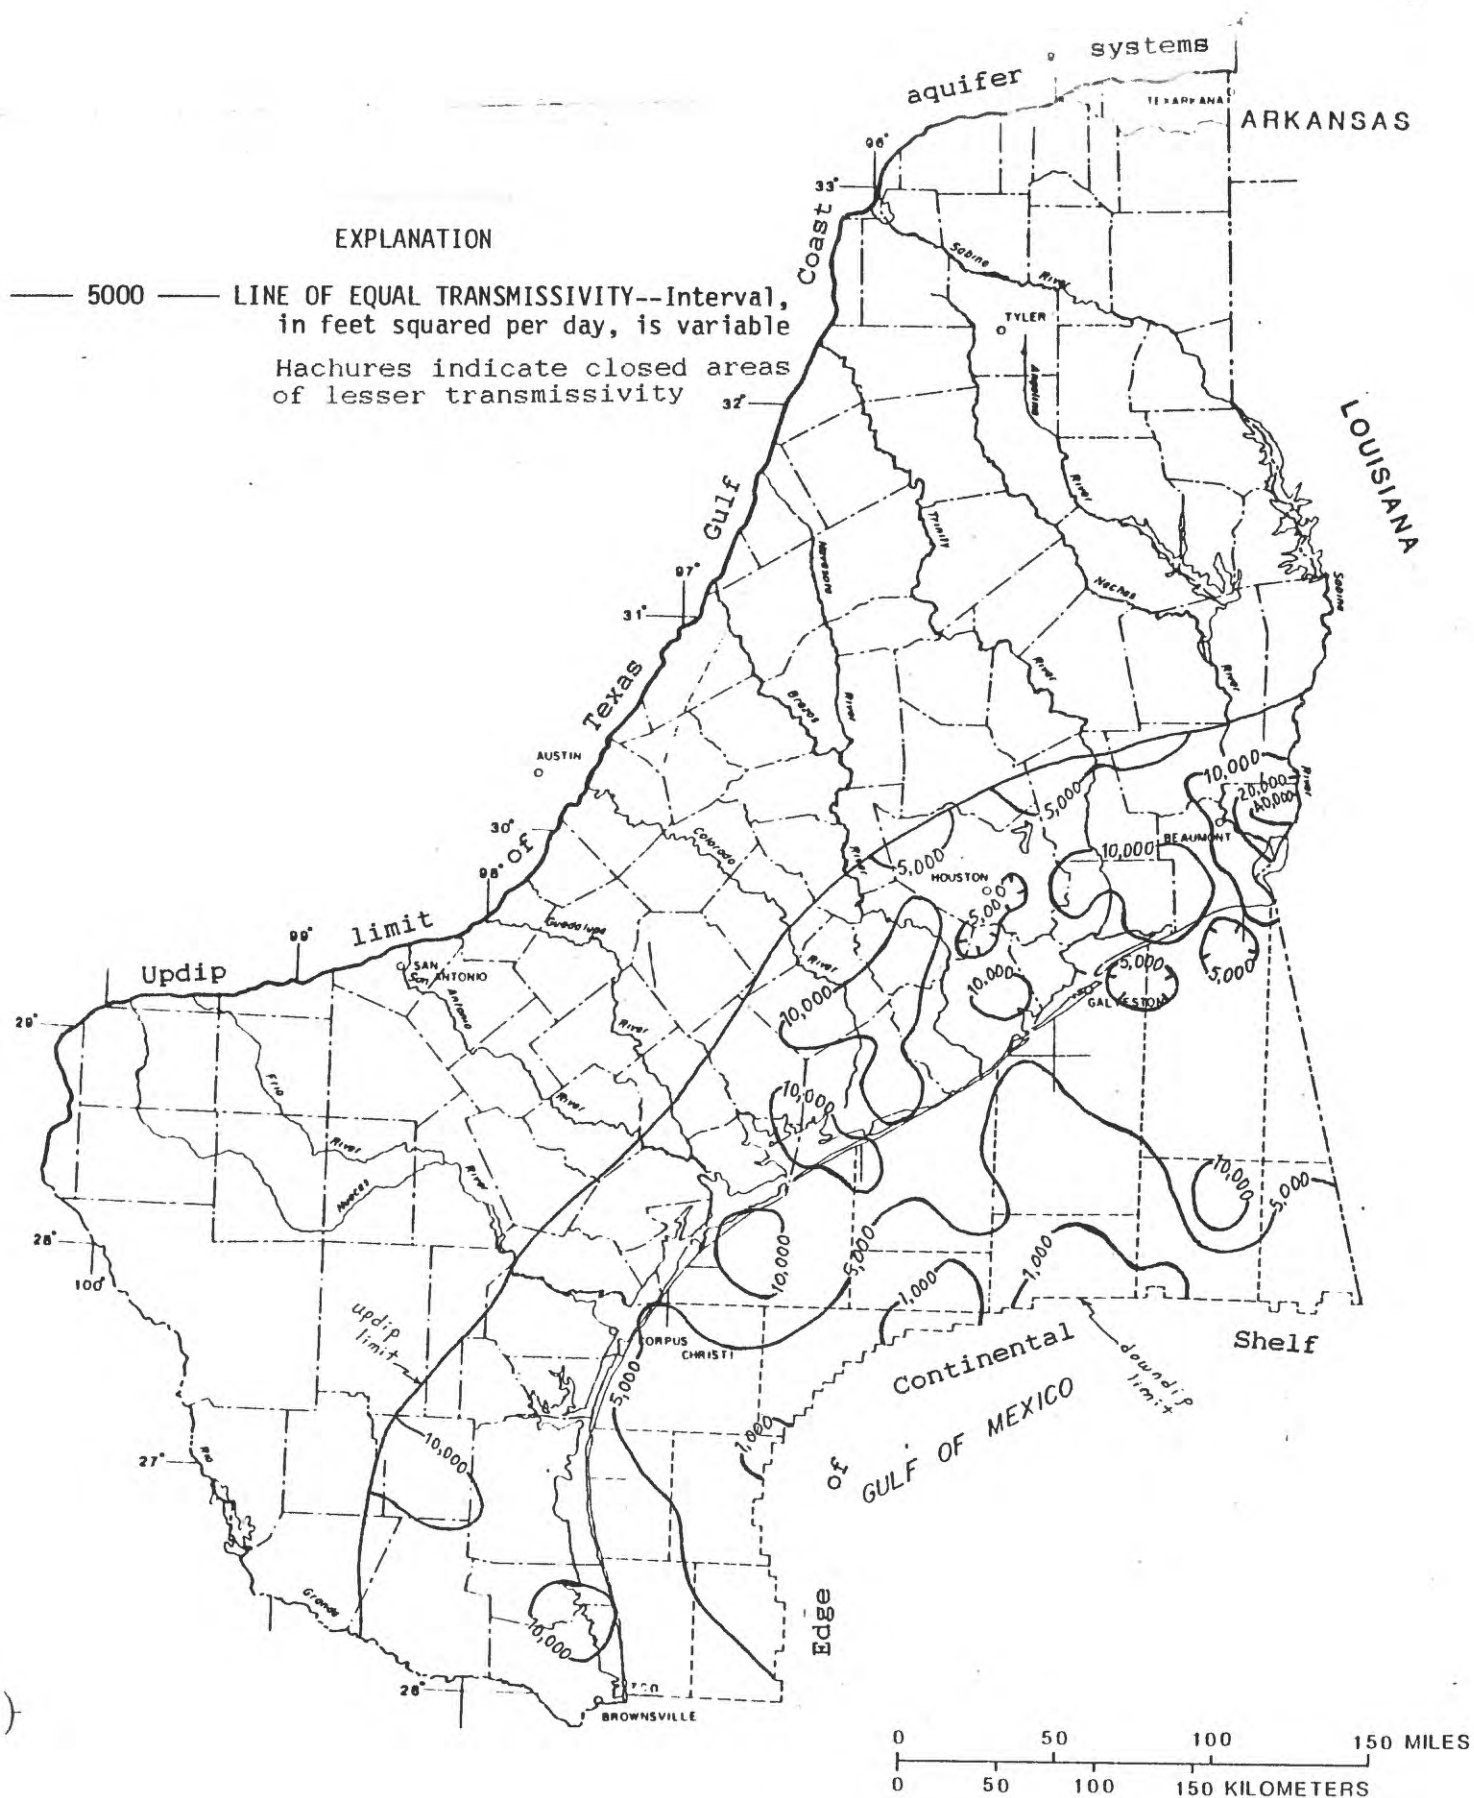 systems
aquifer
TEXARKANA
ARKANSAS
96°
33°
Coast
EXPLANATION
5000 LINE OF EQUAL TRANSMISSIVITY--Interval,
in feet squared per day, is variable
Hachures indicate closed areas
of lesser transmissivity
Sabine
River
TYLER
Angelina
River
32°
LOUISIANA
Gulf
Trinity
River
Navasota
River
97°
31°
Neches
River
Sabine
River
Texas
Brazos
River
AUSTIN
10,000
20,000
40,000
5,000
BEAUMONT
30°
of
Colorado
River
5,000
10,000
HOUSTON
5,000
98°
Guadalupe
River
limit
99°
Updip
SAN
ANTONIO
San
Antonio
River
10,000
10,000
5,000
5,000
GALVESTON
29°
Frio
River
10,000
Nueces
River
10,000
5,000
28°
100°
10,000
5,000
1,000
1,000
updip
limit
CORPUS
CHRISTI
Shelf
Continental
downdip
limit
5,000
GULF OF MEXICO
of
1,000
10,000
27°
Rio
Grande
Edge
10,000
26°
BROWNSVILLE
0 50 100 150 MILES
0 50 100 150 KILOMETERS